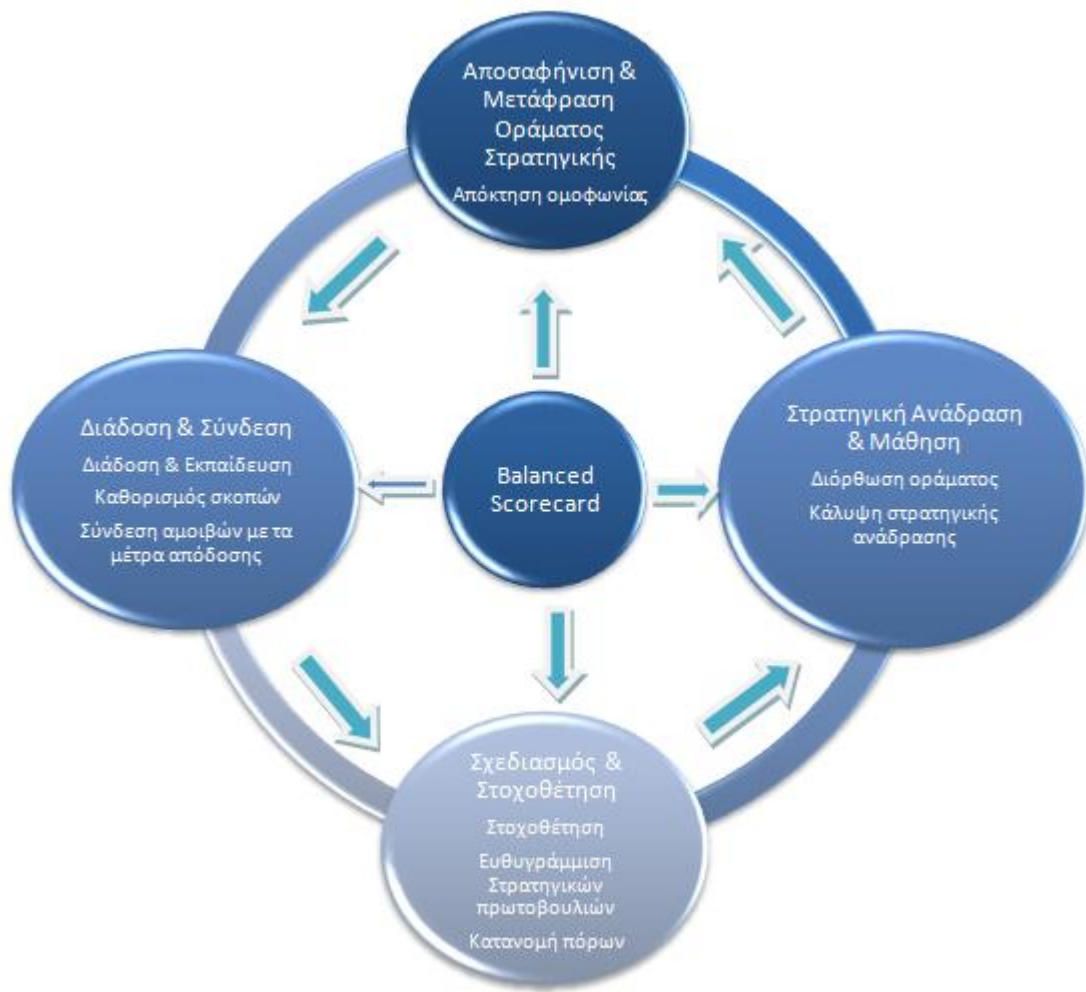 Αποσαφήνιση &
Μετάφραση
Οράματος
Στρατηγικής
Απόκτηση ομοφωνίας
Διάδοση & Σύνδεση
Διάδοση & Εκπαίδευση
Καθορισμός σκοπών
Σύνδεση αμοιβών με τα
μέτρα απόδοσης
Balanced
Scorecard
Στρατηγική Ανάδραση
& Μάθηση
Διόρθωση οράματος
Κάλυψη στρατηγικής
ανάδρασης
Σχεδιασμός &
Στοχοθέτηση
Στοχοθέτηση
Ευθυγράμμιση
Στρατηγικών
πρωτοβουλιών
Κατανομή πόρων